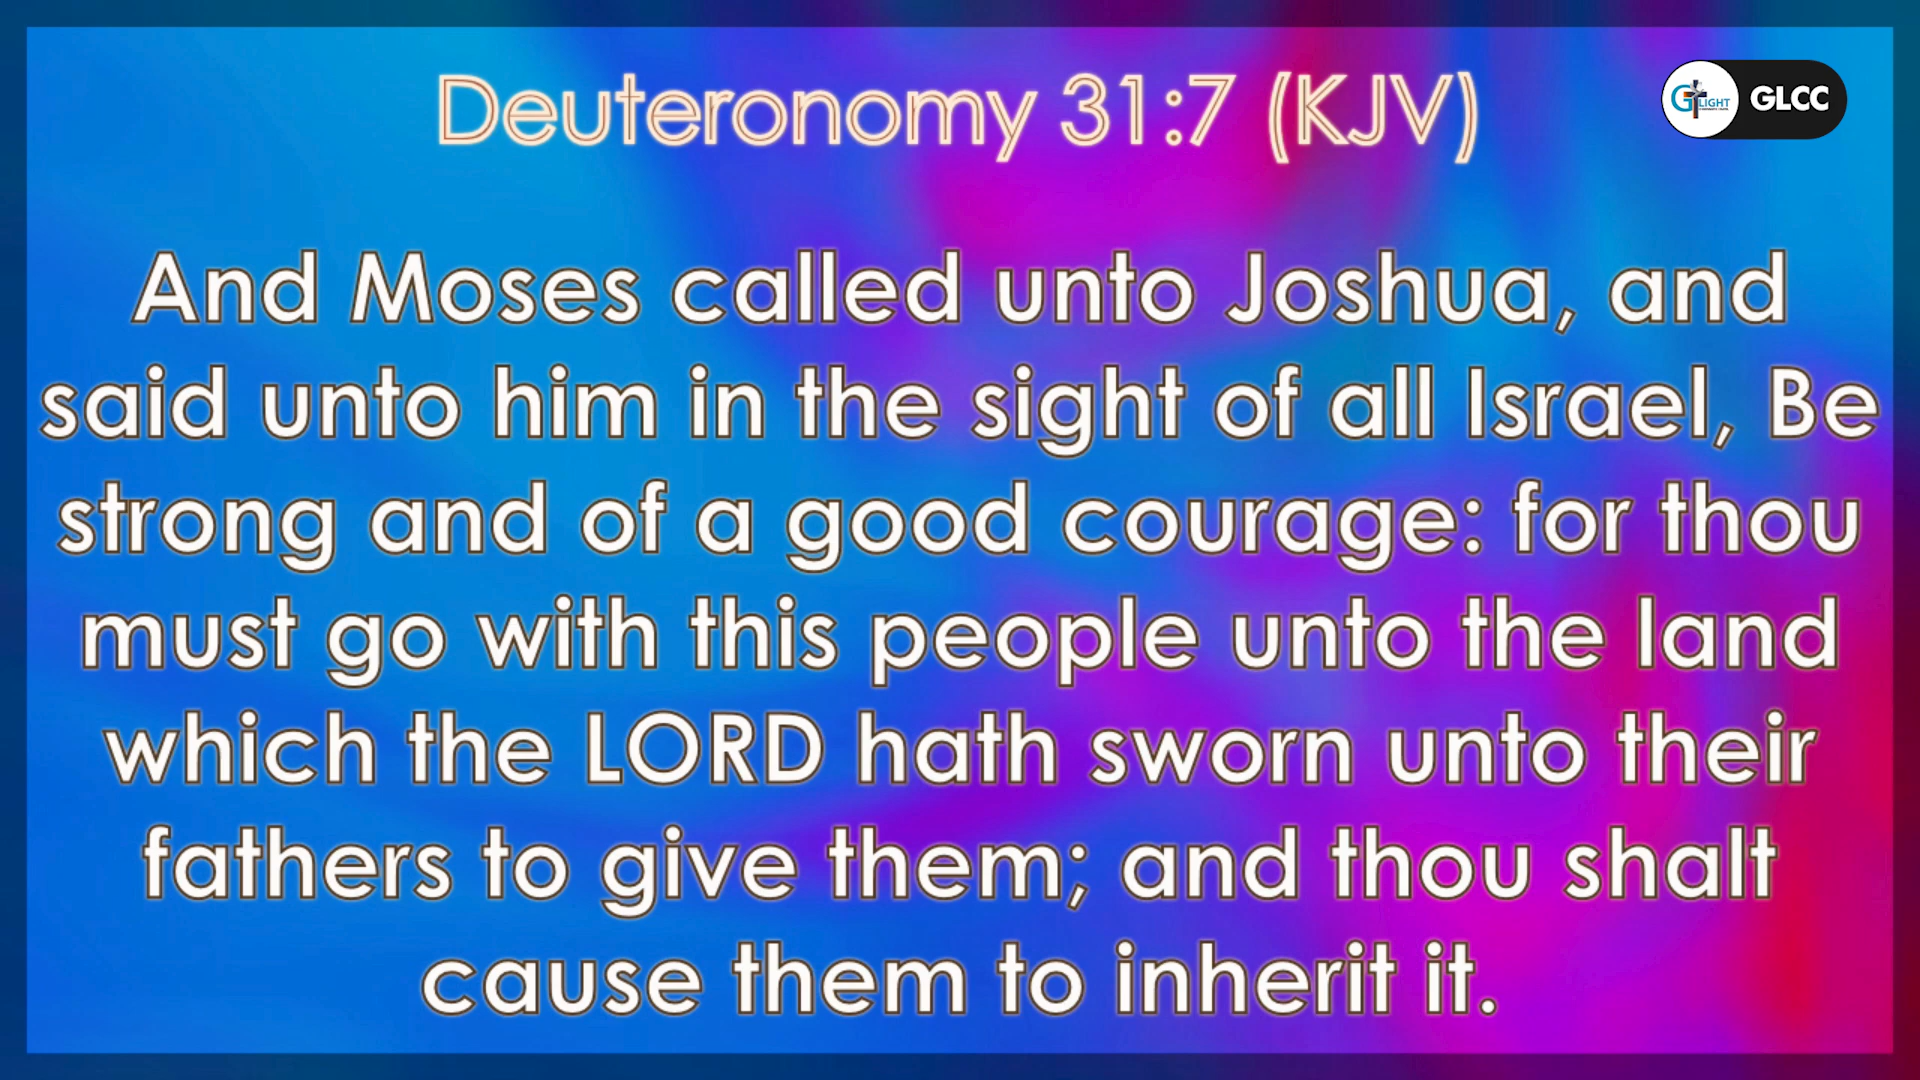 Deuteronomy 31:7 (KJV)
GLIGHT
GLCC
And Moses called unto Joshua, and
said unto him in the sight of all Israel, Be
strong and of a good courage: for thou
must go with this people unto the land
which the LORD hath sworn unto their
fathers to give them; and thou shalt
cause them to inherit it.